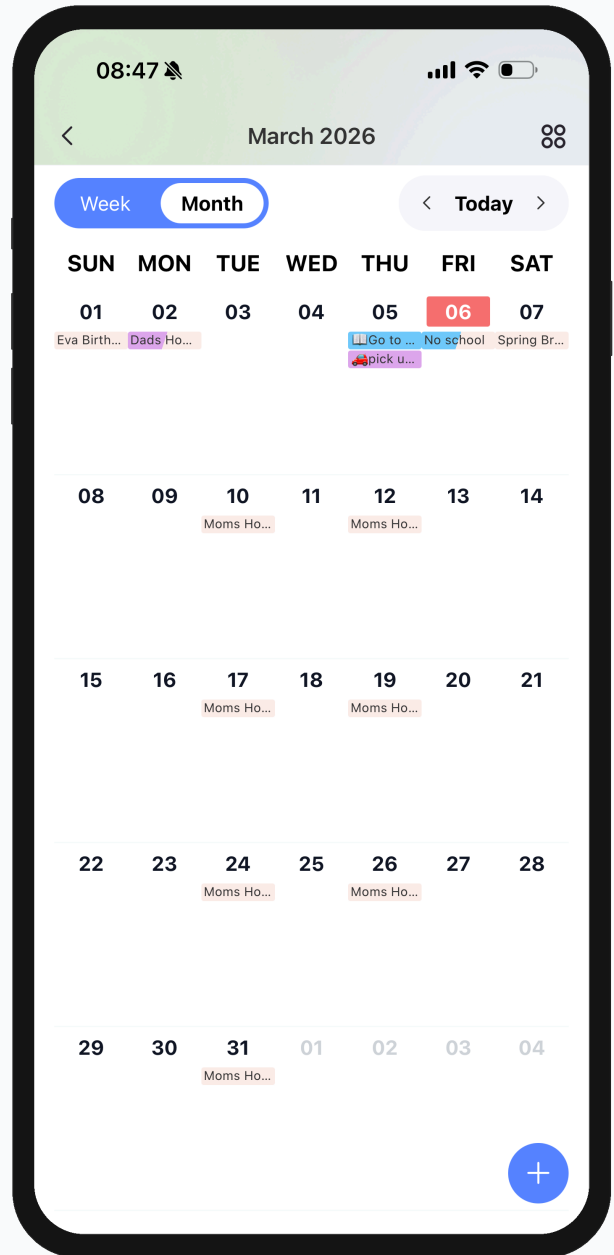 08:47
March 2026
Week Month < Today >
SUN MON TUE WED THU FRI SAT
01 02 03 04 05 06 07
Eva Birth... Dads Ho... 📖Go to ... No school Spring Br...
🚗pick u...
08 09 10 11 12 13 14
Moms Ho... Moms Ho...
15 16 17 18 19 20 21
Moms Ho... Moms Ho...
22 23 24 25 26 27 28
Moms Ho... Moms Ho...
29 30 31 01 02 03 04
Moms Ho...
+